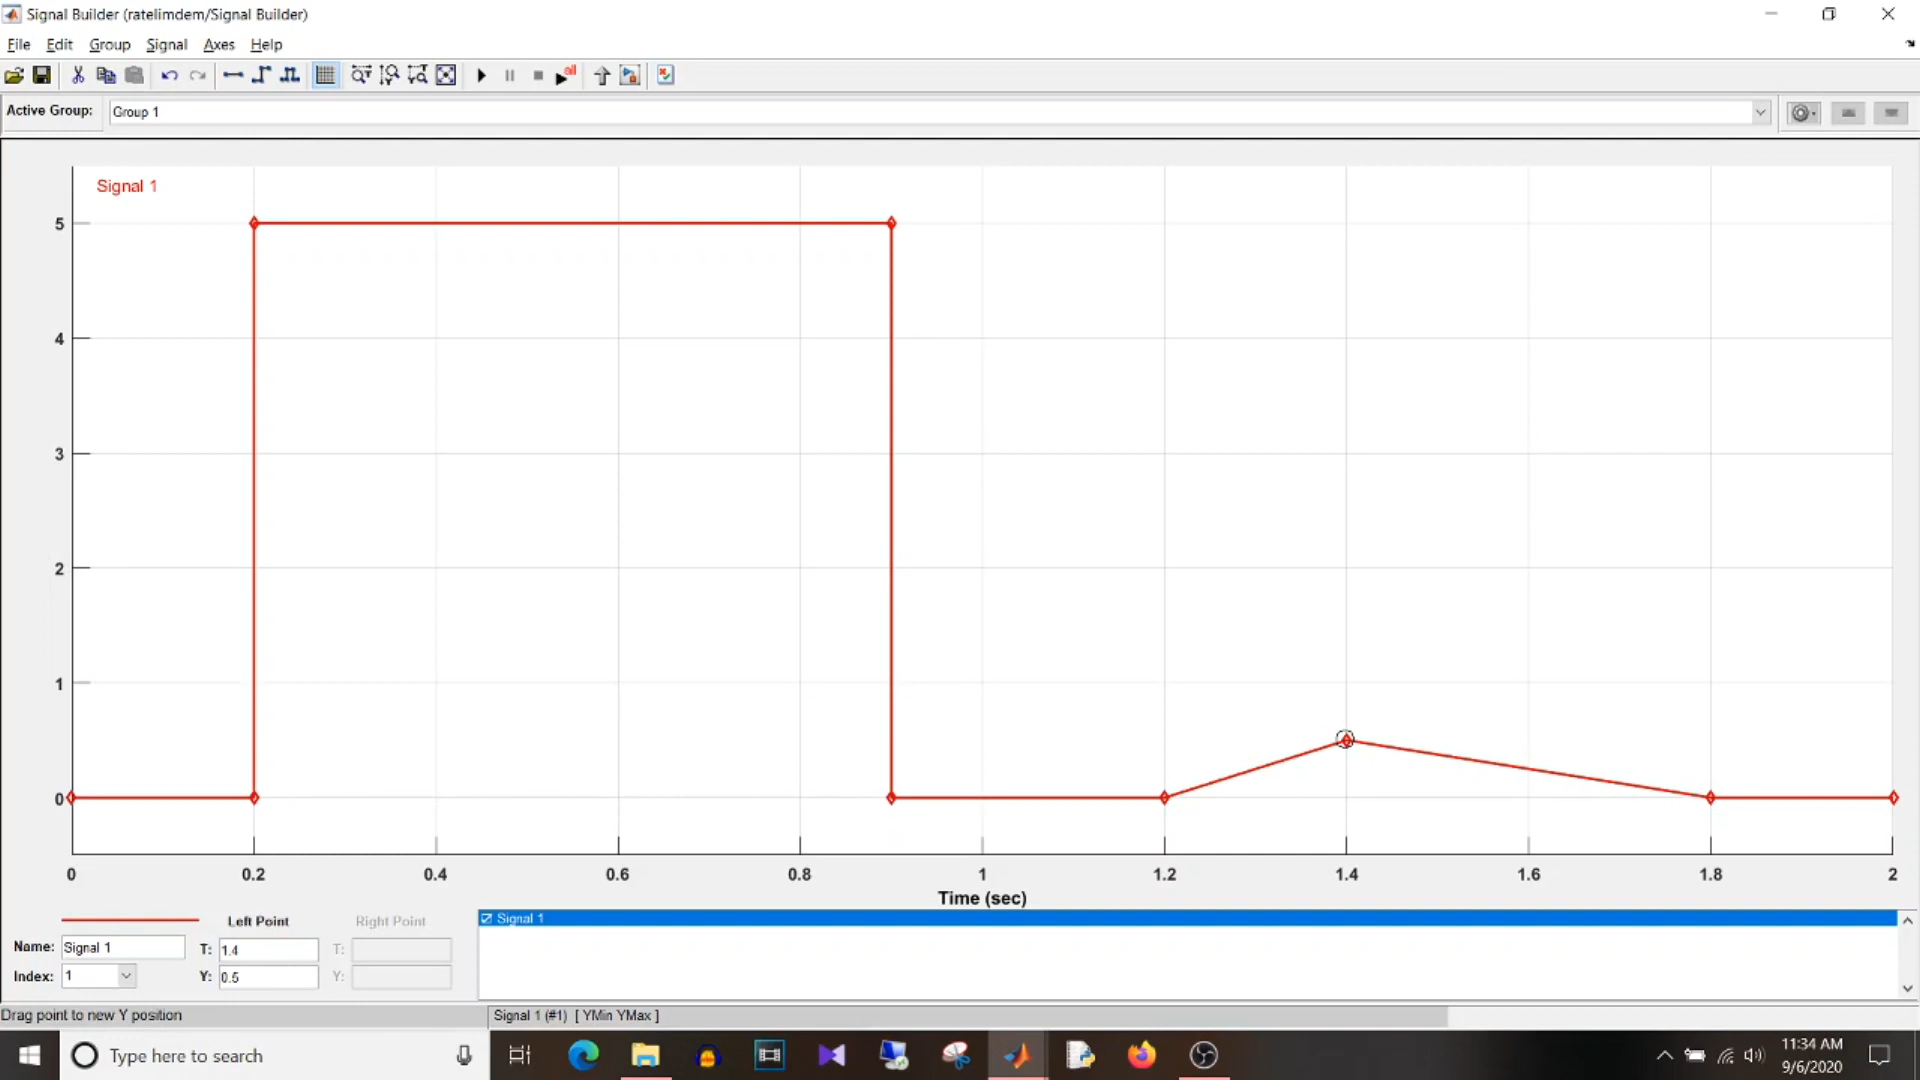 Signal Builder (ratelimdem/Signal Builder)
File Edit Group Signal Axes Help
all
Active Group: Group 1
Signal 1
5
4
3
2
1
0
0 0.2 0.4 0.6 0.8 1 1.2 1.4 1.6 1.8 2
Time (sec)
Left Point Right Point
Name: Signal 1 T: 1.4 T:
Index: 1 Y: 0.5 Y:
Signal 1
Drag point to new Y position
Signal 1 (#1) [ YMin YMax ]
Type here to search
11:34 AM
9/6/2020